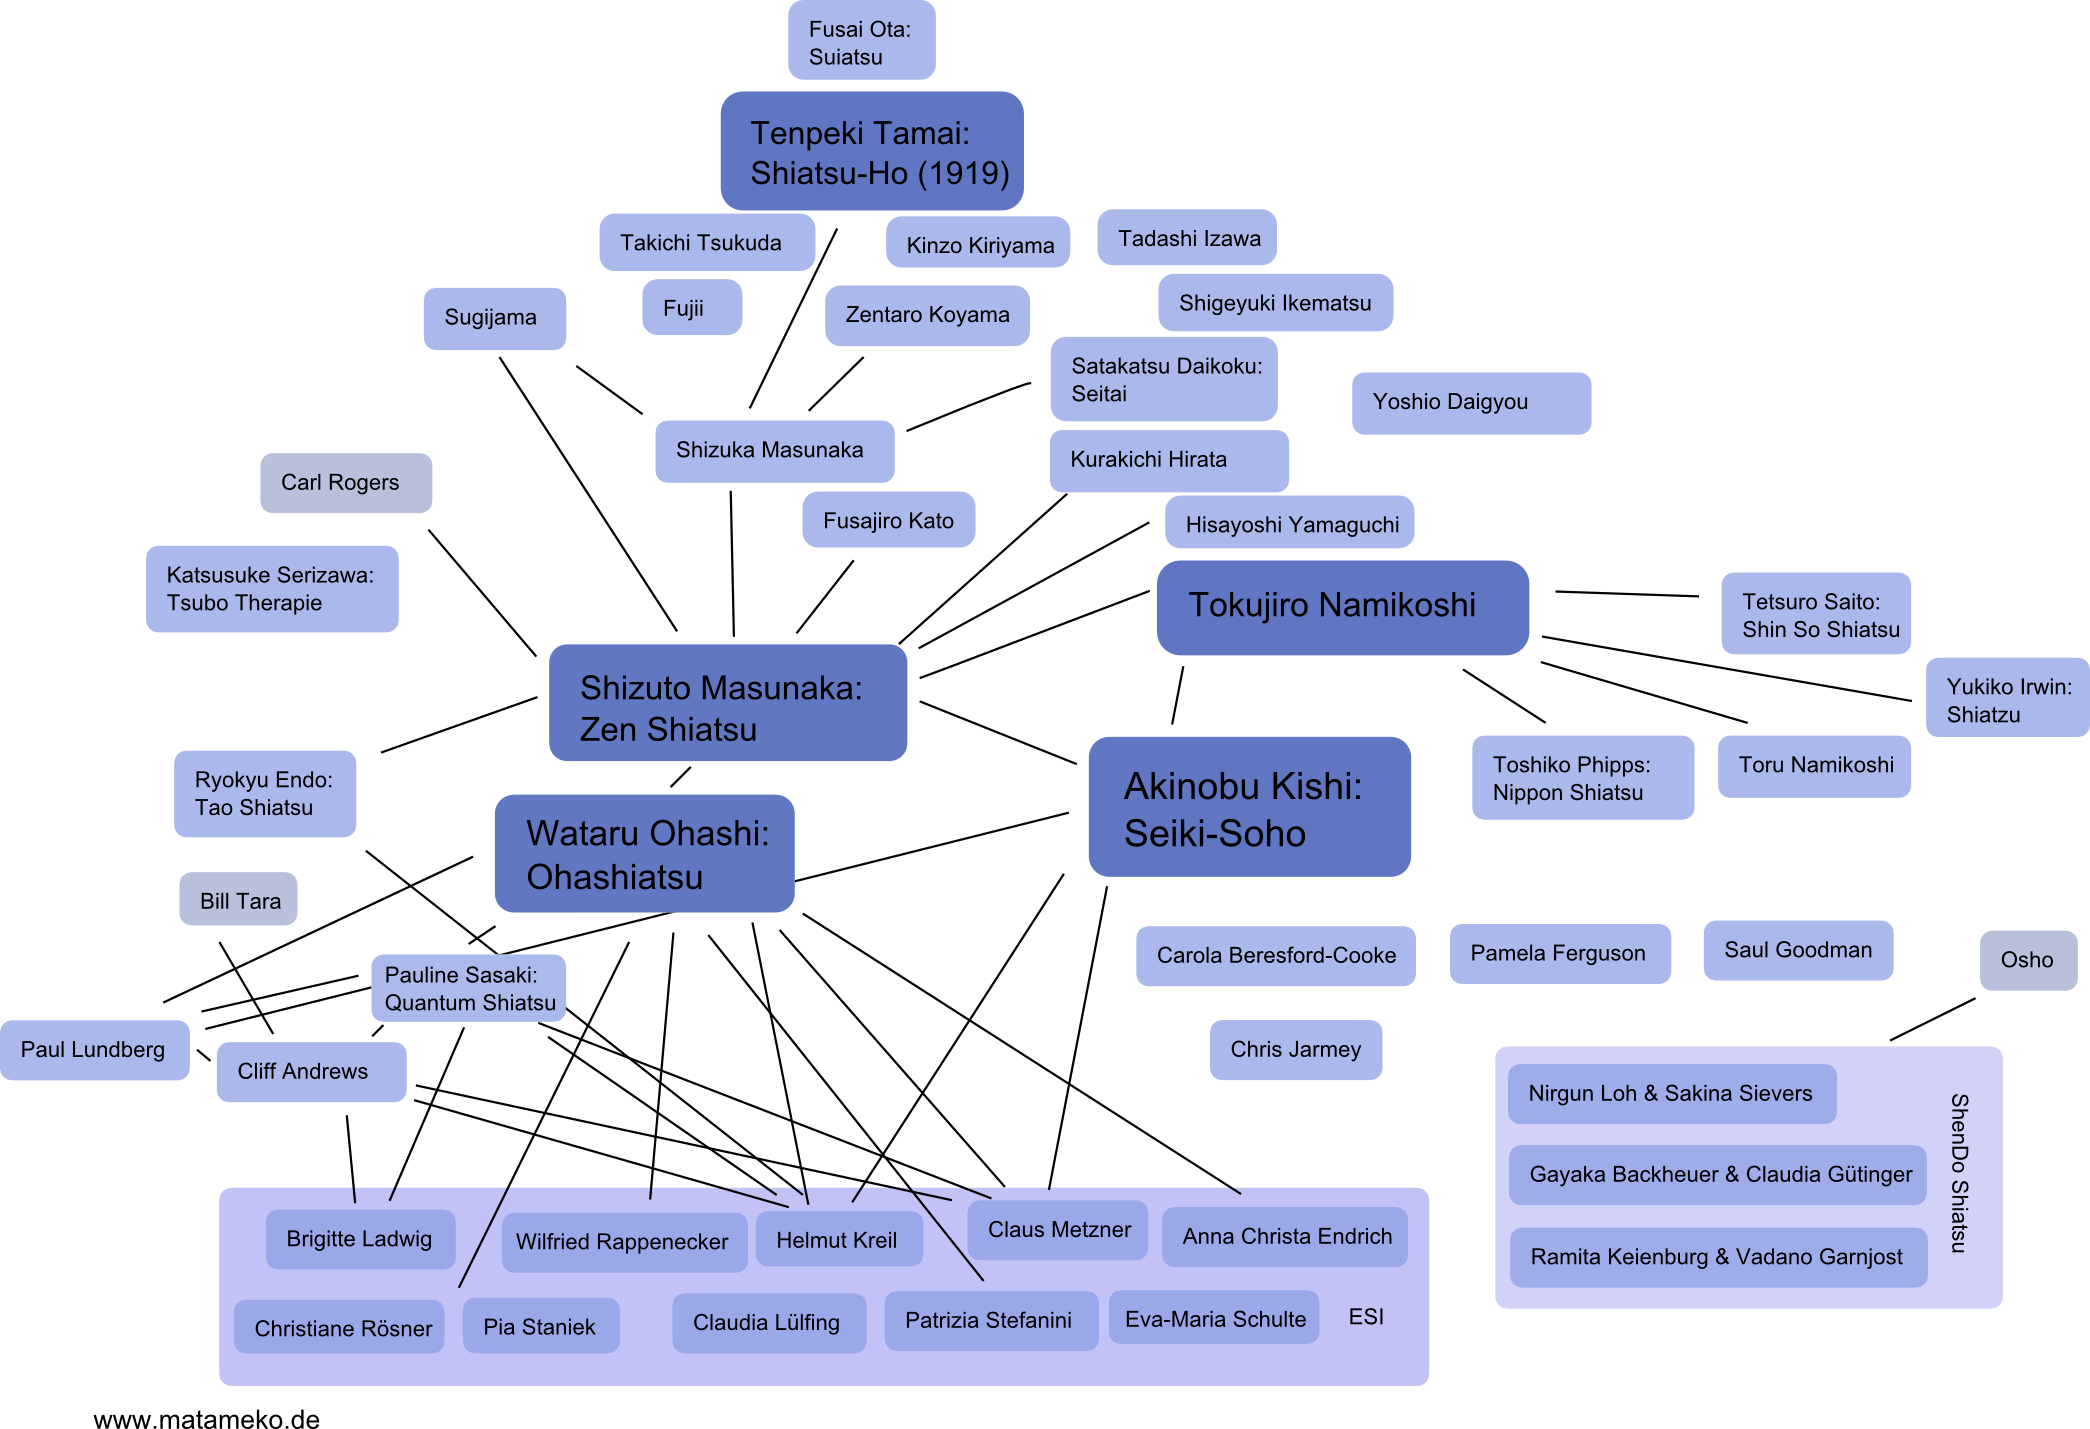 Fusai Ota:
Suiatsu
Tenpeki Tamai:
Shiatsu-Ho (1919)
Takichi Tsukuda
Kinzo Kiriyama
Tadashi Izawa
Sugijama
Fujii
Zentaro Koyama
Shigeyuki Ikematsu
Satakatsu Daikoku:
Seitai
Yoshio Daigyou
Shizuka Masunaka
Kurakichi Hirata
Carl Rogers
Fusajiro Kato
Hisayoshi Yamaguchi
Katsusuke Serizawa:
Tsubo Therapie
Tokujiro Namikoshi
Tetsuro Saito:
Shin So Shiatsu
Shizuto Masunaka:
Zen Shiatsu
Yukiko Irwin:
Shiatzu
Ryokyu Endo:
Tao Shiatsu
Akinobu Kishi:
Seiki-Soho
Toshiko Phipps:
Nippon Shiatsu
Toru Namikoshi
Wataru Ohashi:
Ohashiatsu
Bill Tara
Carola Beresford-Cooke
Pamela Ferguson
Saul Goodman
Osho
Pauline Sasaki:
Quantum Shiatsu
Paul Lundberg
Cliff Andrews
Chris Jarmey
Nirgun Loh & Sakina Sievers
Gayaka Backheuer & Claudia Gütinger
Ramita Keienburg & Vadano Garnjost
ShenDo Shiatsu
Brigitte Ladwig
Wilfried Rappenecker
Helmut Kreil
Claus Metzner
Anna Christa Endrich
Christiane Rösner
Pia Staniek
Claudia Lülfing
Patrizia Stefanini
Eva-Maria Schulte
ESI
www.matameko.de